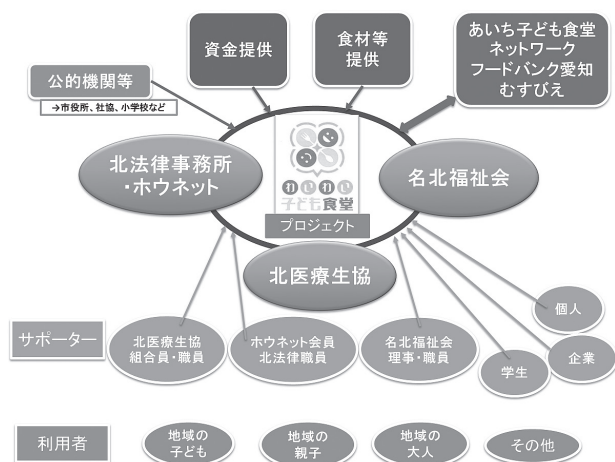 資金提供
食材等
提供
あいち子ども食堂
ネットワーク
フードバンク愛知
むすびえ
公的機関等
→市役所、社協、小学校など
北法律事務所
・ホウネット
わいわい
子ども食堂
プロジェクト
名北福祉会
北医療生協
サポーター
北医療生協
組合員・職員
ホウネット会員
北法律職員
名北福祉会
理事・職員
学生
企業
個人
利用者
地域の
子ども
地域の
親子
地域の
大人
その他